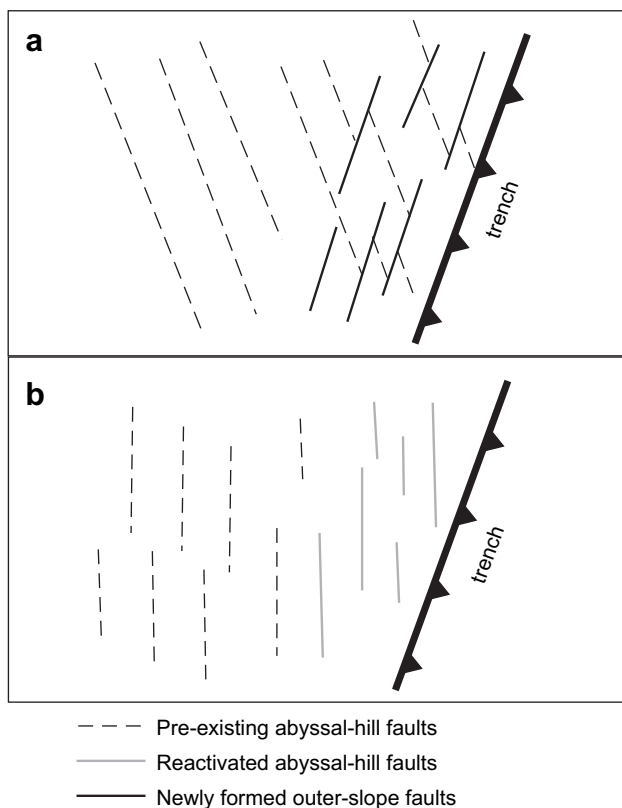 a
trench
b
trench
Pre-existing abyssal-hill faults
Reactivated abyssal-hill faults
Newly formed outer-slope faults